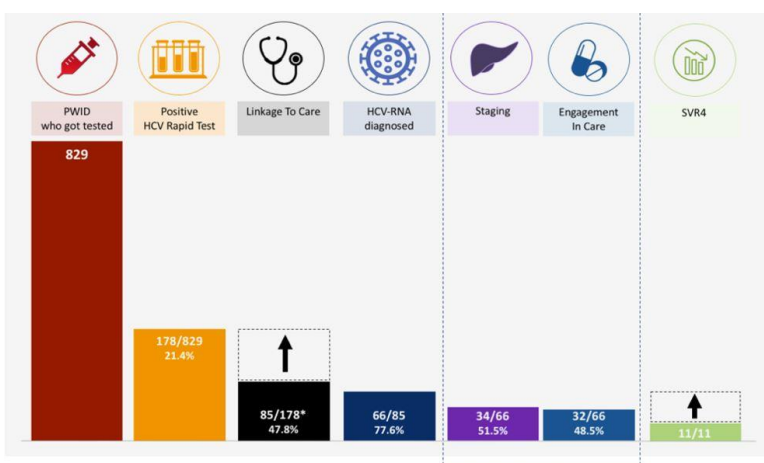 PWID
who got tested
Positive
HCV Rapid Test
Linkage To Care
HCV-RNA
diagnosed
Staging
Engagement
In Care
SVR4
829
178/829
21.4%
85/178*
47.8%
66/85
77.6%
34/66
51.5%
32/66
48.5%
11/11